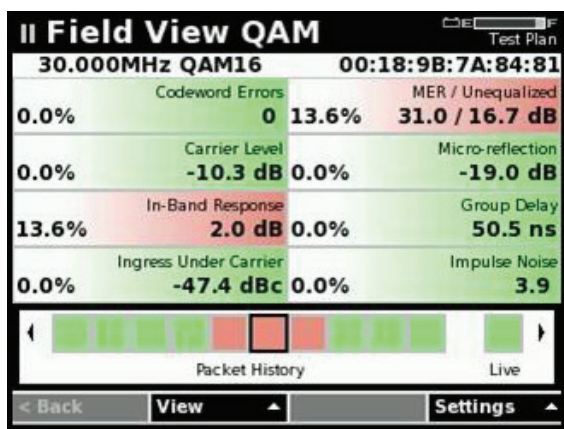 Field View QAM
E F
Test Plan
30.000MHz QAM16 00:18:9B:7A:84:81
Codeword Errors
0.0% 0
MER / Unequalized
13.6% 31.0 / 16.7 dB
Carrier Level
0.0% -10.3 dB
Micro-reflection
0.0% -19.0 dB
In-Band Response
13.6% 2.0 dB
Group Delay
0.0% 50.5 ns
Ingress Under Carrier
0.0% -47.4 dBc
Impulse Noise
0.0% 3.9
Packet History
Live
< Back View Settings